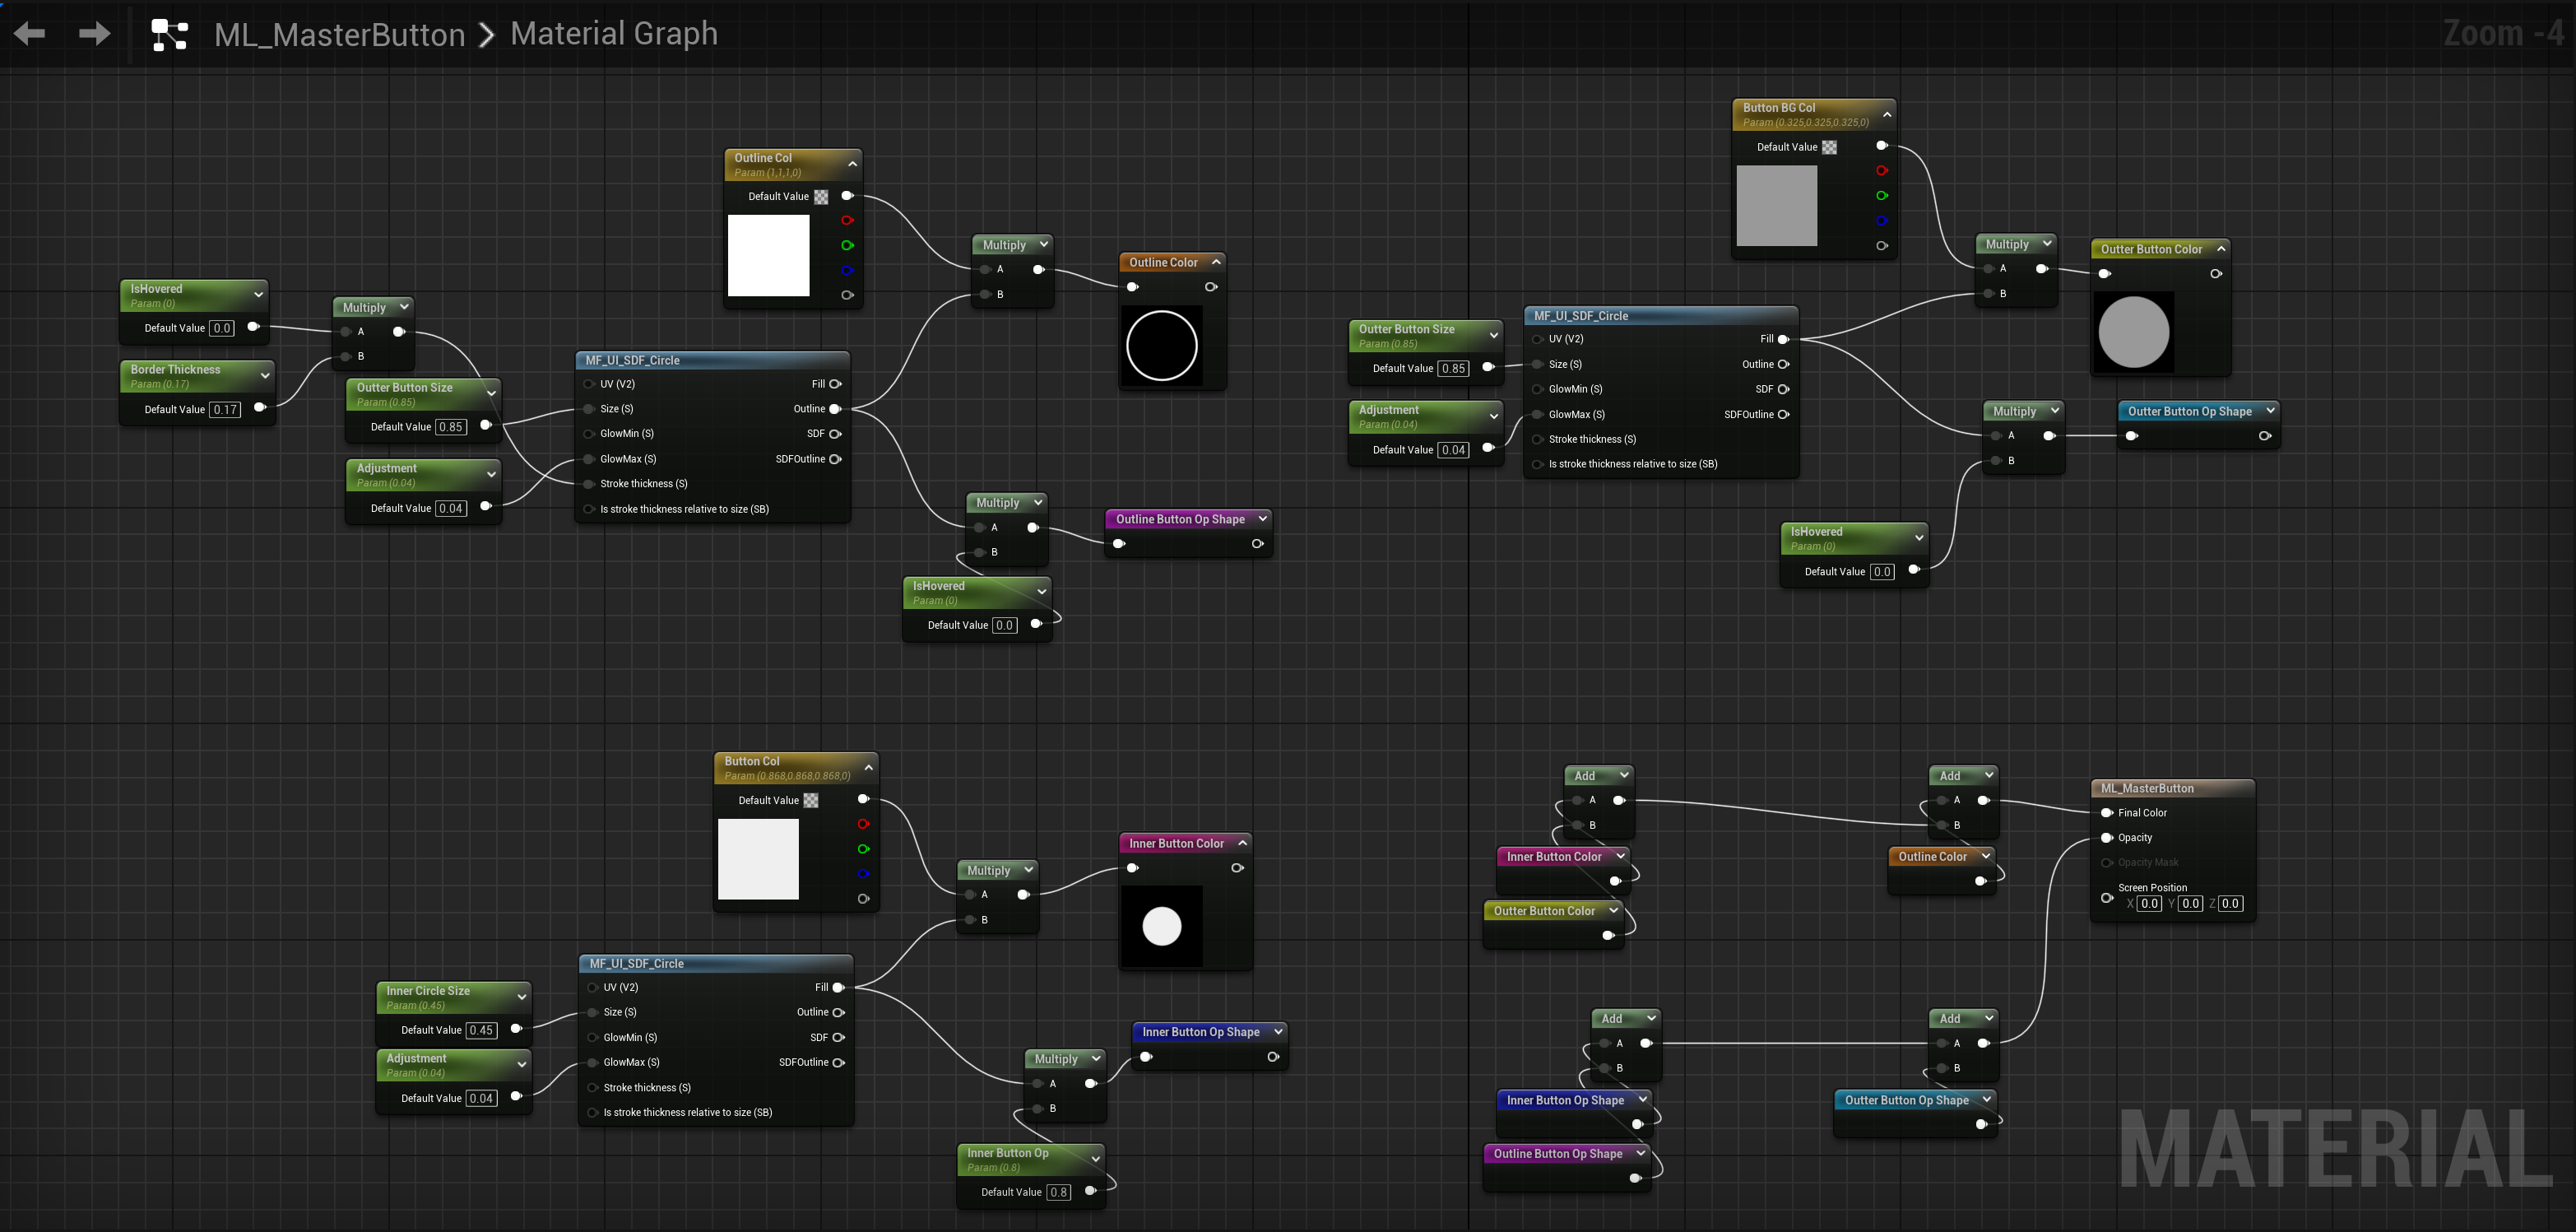 ML_MasterButton > Material Graph
Zoom -4
Outline Col
Param (1,1,1,0)
Default Value
Multiply
A
B
Outline Color
IsHovered
Param (0)
Default Value 0.0
Border Thickness
Param (0.17)
Default Value 0.17
Multiply
A
B
Outter Button Size
Param (0.85)
Default Value 0.85
Adjustment
Param (0.04)
Default Value 0.04
MF_UI_SDF_Circle
UV (V2) Fill
Size (S) Outline
GlowMin (S) SDF
GlowMax (S) SDFOutline
Stroke thickness (S)
Is stroke thickness relative to size (SB)
Multiply
A
B
Outline Button Op Shape
IsHovered
Param (0)
Default Value 0.0
Button BG Col
Param (0.325,0.325,0.325,0)
Default Value
Multiply
A
B
Outter Button Color
Outter Button Size
Param (0.85)
Default Value 0.85
Adjustment
Param (0.04)
Default Value 0.04
MF_UI_SDF_Circle
UV (V2) Fill
Size (S) Outline
GlowMin (S) SDF
GlowMax (S) SDFOutline
Stroke thickness (S)
Is stroke thickness relative to size (SB)
Multiply
A
B
Outter Button Op Shape
IsHovered
Param (0)
Default Value 0.0
Button Col
Param (0.868,0.868,0.868,0)
Default Value
Multiply
A
B
Inner Button Color
Inner Circle Size
Param (0.45)
Default Value 0.45
Adjustment
Param (0.04)
Default Value 0.04
MF_UI_SDF_Circle
UV (V2) Fill
Size (S) Outline
GlowMin (S) SDF
GlowMax (S) SDFOutline
Stroke thickness (S)
Is stroke thickness relative to size (SB)
Multiply
A
B
Inner Button Op Shape
Inner Button Op
Param (0.8)
Default Value 0.8
Add
A
B
Inner Button Color
Outter Button Color
Add
A
B
Outline Color
ML_MasterButton
Final Color
Opacity
Opacity Mask
Screen Position
X 0.0 Y 0.0 Z 0.0
Add
A
B
Inner Button Op Shape
Outline Button Op Shape
Add
A
B
Outter Button Op Shape
MATERIAL